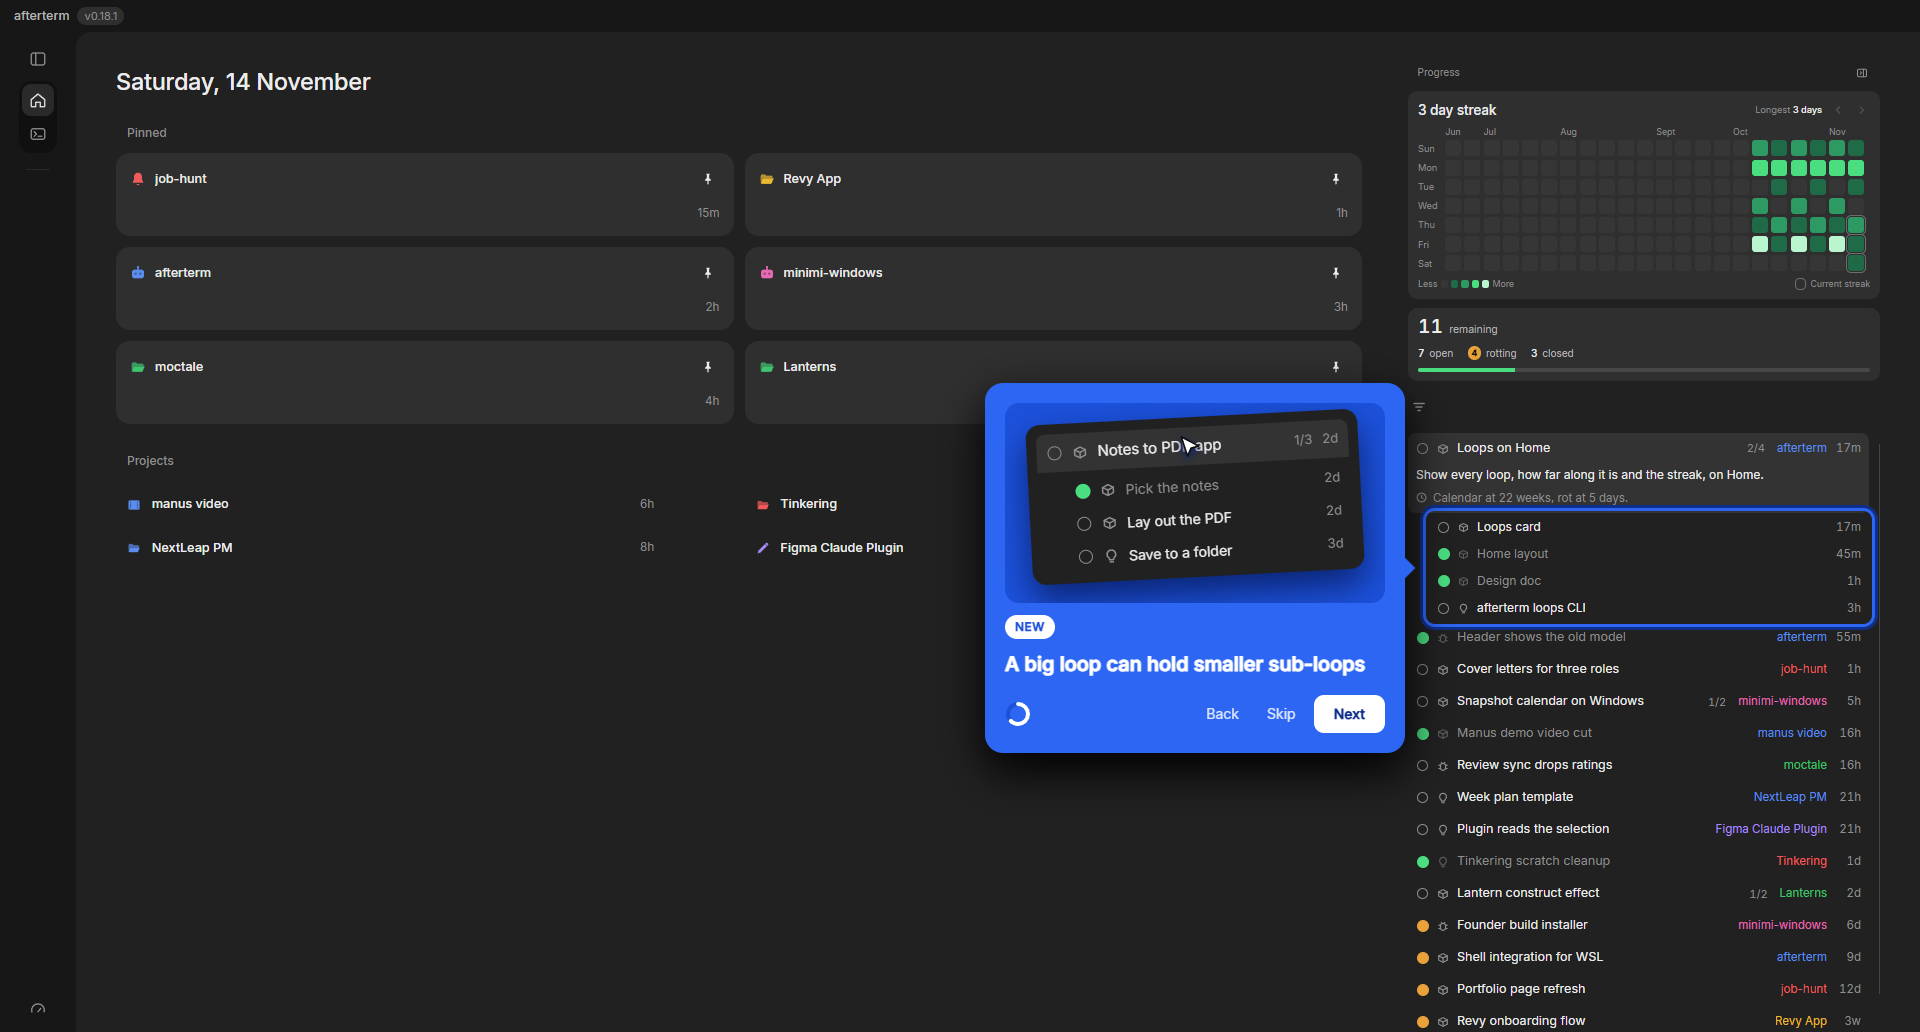 afterterm v0.18.1
Saturday, 14 November
Pinned
job-hunt
15m
Revy App
1h
afterterm
2h
minimi-windows
3h
moctale
4h
Lanterns
Projects
manus video 6h
Tinkering
NextLeap PM 8h
Figma Claude Plugin
Notes to PDF app 1/3 2d
Pick the notes 2d
Lay out the PDF 2d
Save to a folder 3d
NEW
A big loop can hold smaller sub-loops
Back Skip Next
Progress
3 day streak Longest 3 days
Jun Jul Aug Sept Oct Nov
Sun
Mon
Tue
Wed
Thu
Fri
Sat
Less More Current streak
11 remaining
7 open 4 rotting 3 closed
Loops on Home 2/4 afterterm 17m
Show every loop, how far along it is and the streak, on Home.
Calendar at 22 weeks, rot at 5 days.
Loops card 17m
Home layout 45m
Design doc 1h
afterterm loops CLI 3h
Header shows the old model afterterm 55m
Cover letters for three roles job-hunt 1h
Snapshot calendar on Windows 1/2 minimi-windows 5h
Manus demo video cut manus video 16h
Review sync drops ratings moctale 16h
Week plan template NextLeap PM 21h
Plugin reads the selection Figma Claude Plugin 21h
Tinkering scratch cleanup Tinkering 1d
Lantern construct effect 1/2 Lanterns 2d
Founder build installer minimi-windows 6d
Shell integration for WSL afterterm 9d
Portfolio page refresh job-hunt 12d
Revy onboarding flow Revy App 3w